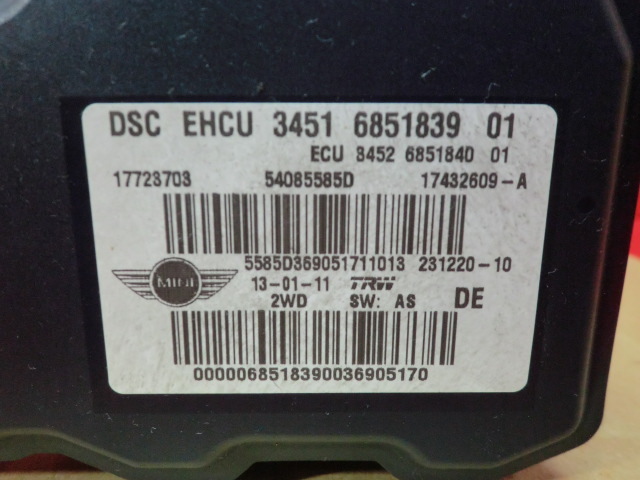 DSC EHCU 3451 6851839 01
ECU 3452 6851840 01
17723703 54085585D 17432609-A
5585D369051711013 231220-10
MINI 13-01-11 TRW
2WD SW: AS DE
0000068518390036905170